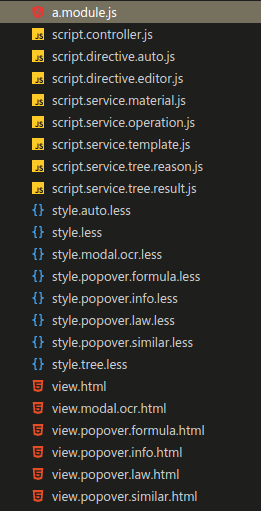 a.module.js
script.controller.js
script.directive.auto.js
script.directive.editor.js
script.service.material.js
script.service.operation.js
script.service.template.js
script.service.tree.reason.js
script.service.tree.result.js
style.auto.less
style.less
style.modal.ocr.less
style.popover.formula.less
style.popover.info.less
style.popover.law.less
style.popover.similar.less
style.tree.less
view.html
view.modal.ocr.html
view.popover.formula.html
view.popover.info.html
view.popover.law.html
view.popover.similar.html